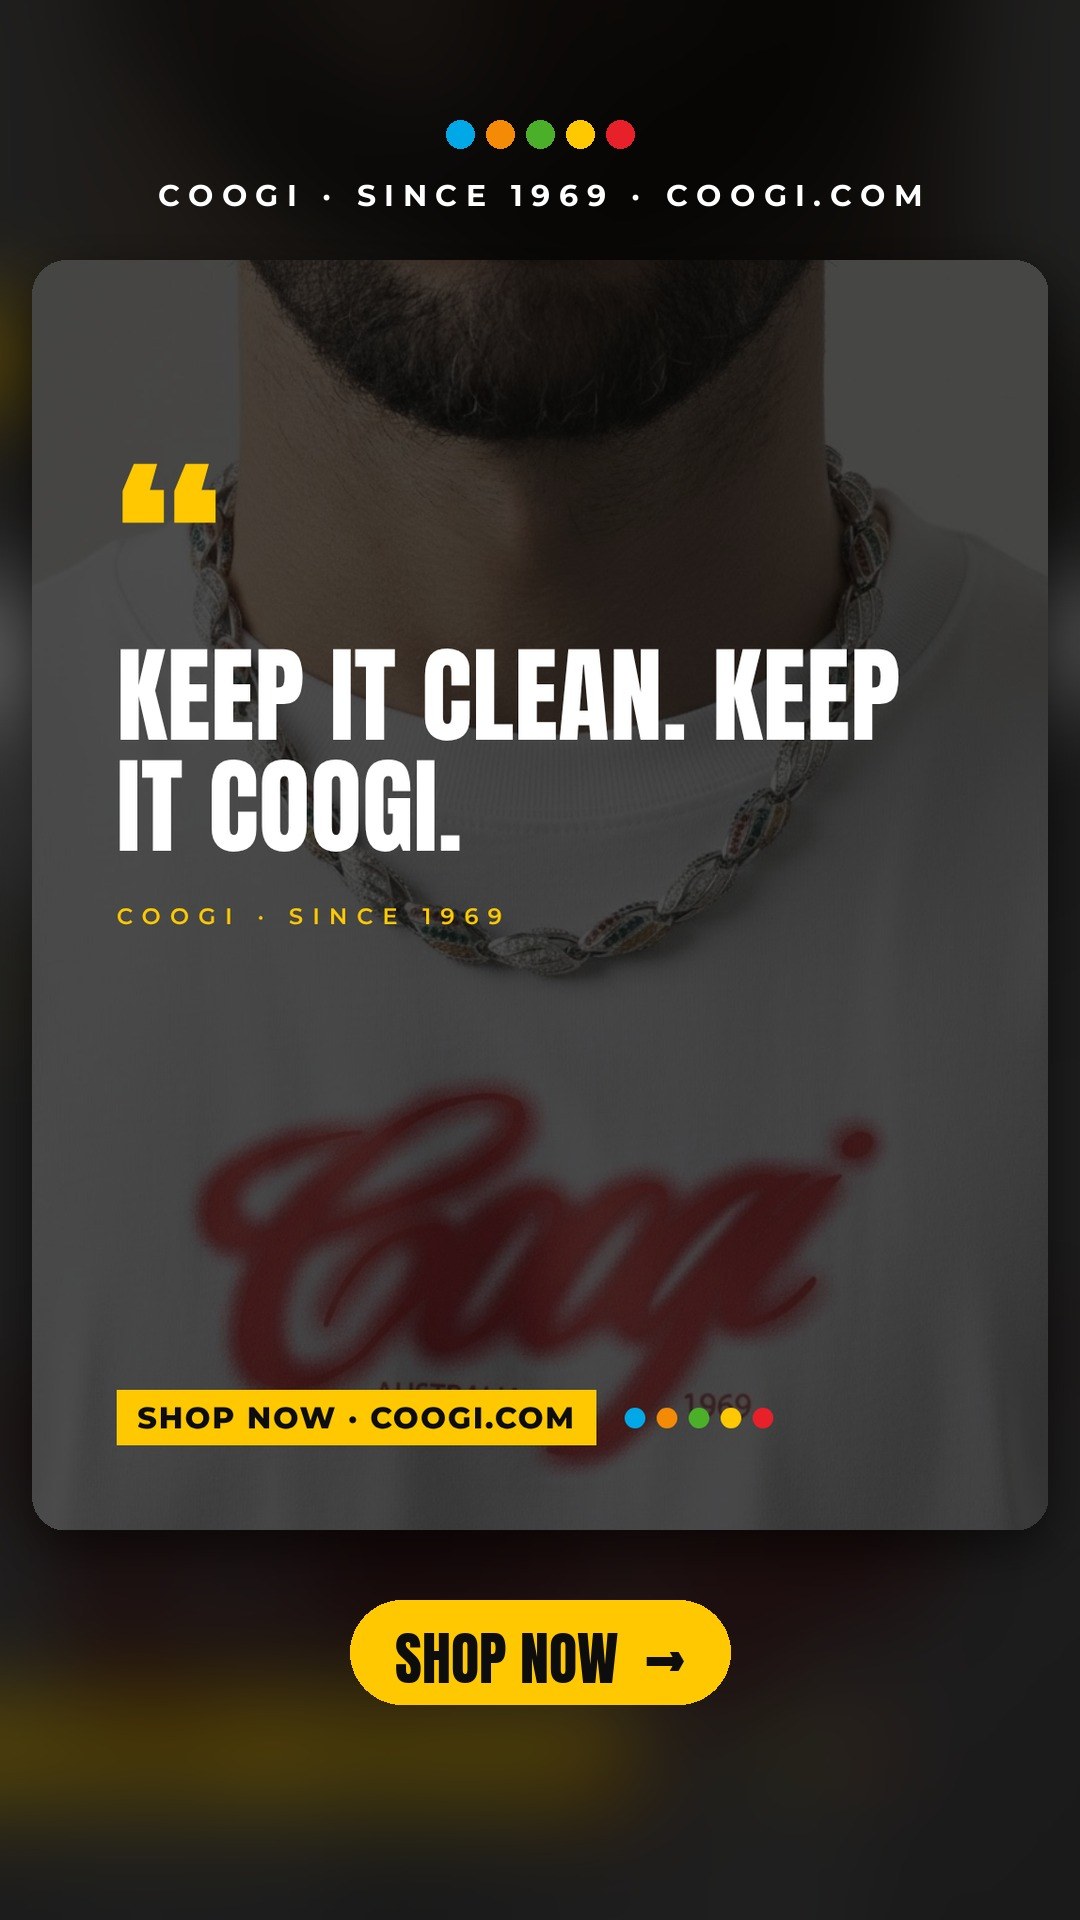 COOGI · SINCE 1969 · COOGI.COM
“
KEEP IT CLEAN. KEEP
IT COOGI.
COOGI · SINCE 1969
Coogi
1969
SHOP NOW · COOGI.COM
SHOP NOW →